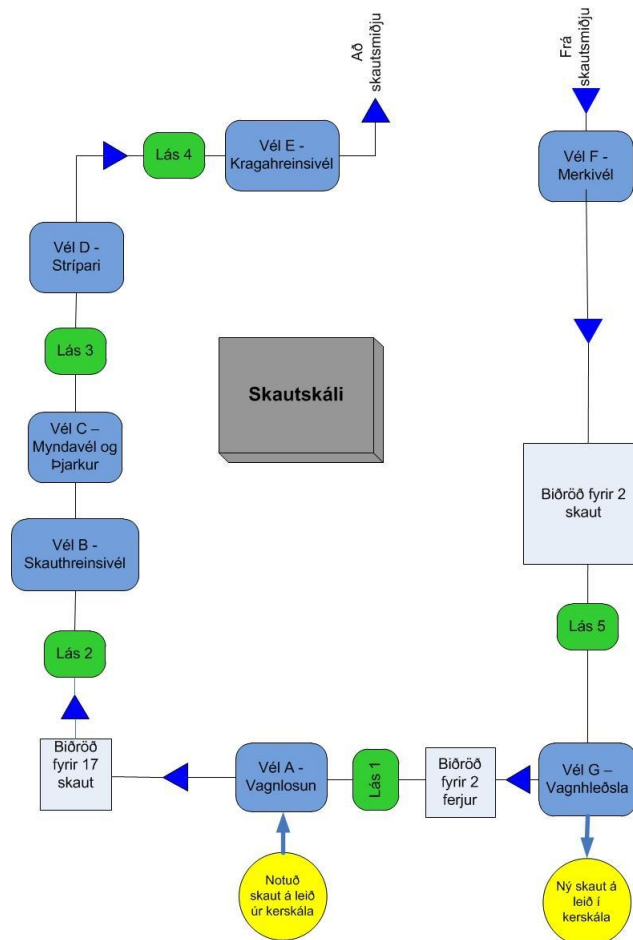 Að
skautsmiðju
Frá
skautsmiðju
Lás 4
Vél E -
Kragahreinsivél
Vél F -
Merkivél
Vél D -
Strípari
Lás 3
Skautskáli
Vél C –
Myndavél og
Þjarkur
Biðröð fyrir 2
skaut
Vél B -
Skauthreinsivél
Lás 5
Lás 2
Biðröð
fyrir 17
skaut
Vél A -
Vagnlosun
Lás 1
Biðröð
fyrir 2
ferjur
Vél G –
Vagnhleðsla
Notuð
skaut á leið
úr kerskála
Ný skaut á
leið í
kerskála